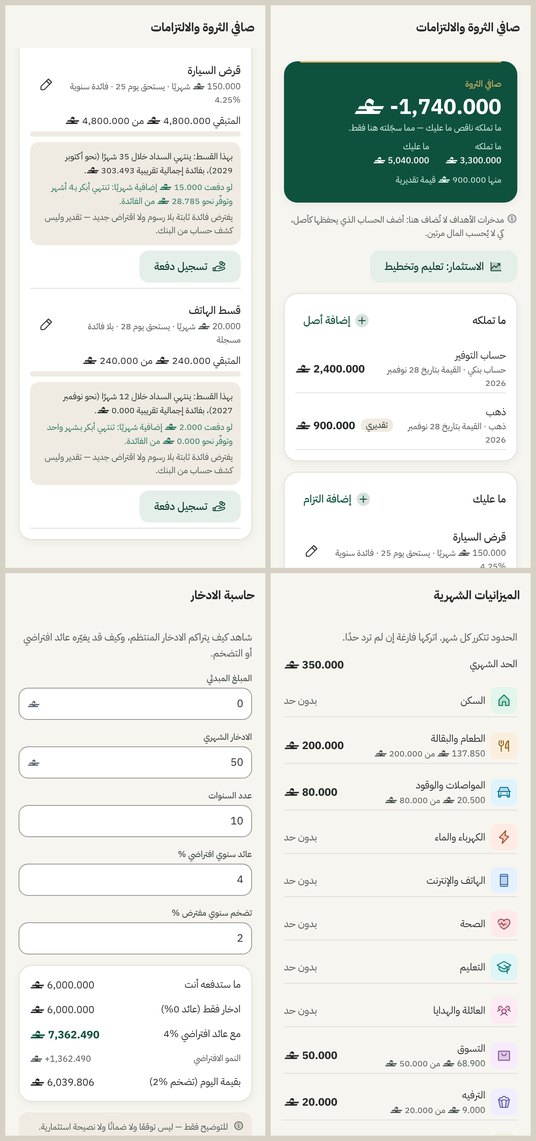 صافي الثروة والالتزامات
صافي الثروة
-1,740.000
ما تملكه ناقص ما عليك — مما سجّلته هنا فقط.
ما تملكه
ما عليك
3,300.000
5,040.000
منها 900.000 قيمة تقديرية
مدخرات الأهداف لا تُضاف هنا: أضف الحساب الذي يحفظها كأصل،
كي لا يُحسب المال مرتين.
الاستثمار: تعليم وتخطيط
ما تملكه
إضافة أصل
حساب التوفير
2,400.000
حساب بنكي · القيمة بتاريخ 28 نوفمبر
2026
ذهب
تقديري
900.000
ذهب · القيمة بتاريخ 28 نوفمبر
2026
ما عليك
إضافة التزام
قرض السيارة
150.000 شهريًا · يستحق يوم 25 · فائدة سنوية
4.25%
صافي الثروة والالتزامات
قرض السيارة
150.000 شهريًا · يستحق يوم 25 · فائدة سنوية
4.25%
المتبقي 4,800.000 من 4,800.000
بهذا القسط: ينتهي السداد خلال 35 شهرًا (نحو أكتوبر
2029)، بفائدة إجمالية تقريبية 303.493.
لو دفعت 15.000 إضافية شهريًا: تنتهي أبكر بـ4 أشهر
وتوفّر نحو 28.785 من الفائدة.
يفترض فائدة ثابتة بلا رسوم ولا اقتراض جديد — تقدير وليس
كشف حساب من البنك.
تسجيل دفعة
قسط الهاتف
20.000 شهريًا · يستحق يوم 28 · بلا فائدة
مسجلة
المتبقي 240.000 من 240.000
بهذا القسط: ينتهي السداد خلال 12 شهرًا (نحو نوفمبر
2027)، بفائدة إجمالية تقريبية 0.000.
لو دفعت 2.000 إضافية شهريًا: تنتهي أبكر بشهر واحد
وتوفّر نحو 0.000 من الفائدة.
يفترض فائدة ثابتة بلا رسوم ولا اقتراض جديد — تقدير وليس
كشف حساب من البنك.
تسجيل دفعة
الميزانيات الشهرية
الحدود تتكرر كل شهر. اتركها فارغة إن لم ترد حدًا.
الحد الشهري
350.000
السكن
بدون حد
الطعام والبقالة
200.000
137.850 من 200.000
المواصلات والوقود
80.000
20.500 من 80.000
الكهرباء والماء
بدون حد
الهاتف والإنترنت
بدون حد
الصحة
بدون حد
التعليم
بدون حد
العائلة والهدايا
بدون حد
التسوق
50.000
68.900 من 50.000
الترفيه
20.000
9.000 من 20.000
حاسبة الادخار
شاهد كيف يتراكم الادخار المنتظم، وكيف قد يغيّره عائد افتراضي
أو التضخم.
المبلغ المبدئي
0
الادخار الشهري
50
عدد السنوات
10
عائد سنوي افتراضي %
4
تضخم سنوي مفترض %
2
ما ستدفعه أنت
6,000.000
ادخار فقط (عائد 0%)
6,000.000
مع عائد افتراضي 4%
7,362.490
النمو الافتراضي
+1,362.490
بقيمة اليوم (تضخم 2%)
6,039.806
للتوضيح فقط — ليس توقعًا ولا ضمانًا ولا نصيحة استثمارية.